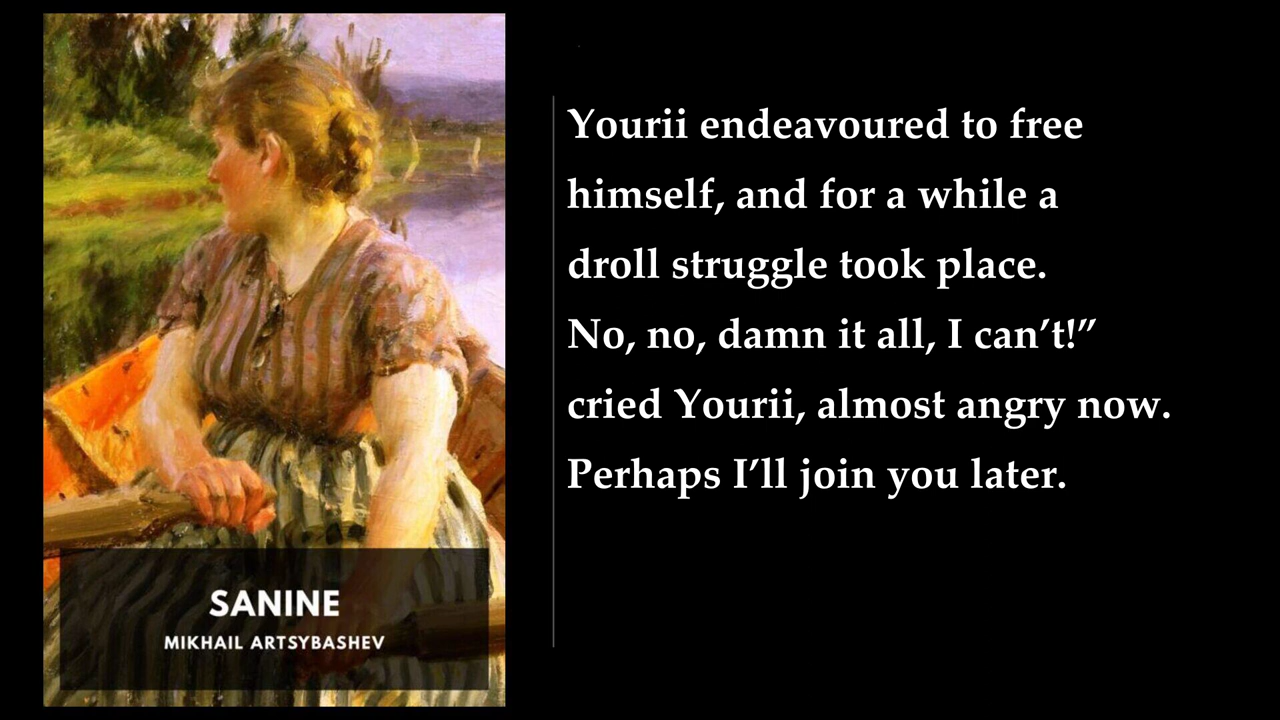 Yourii endeavoured to free
himself, and for a while a
droll struggle took place.
No, no, damn it all, I can’t!”
cried Yourii, almost angry now.
Perhaps I’ll join you later.
SANINE
MIKHAIL ARTSYBASHEV